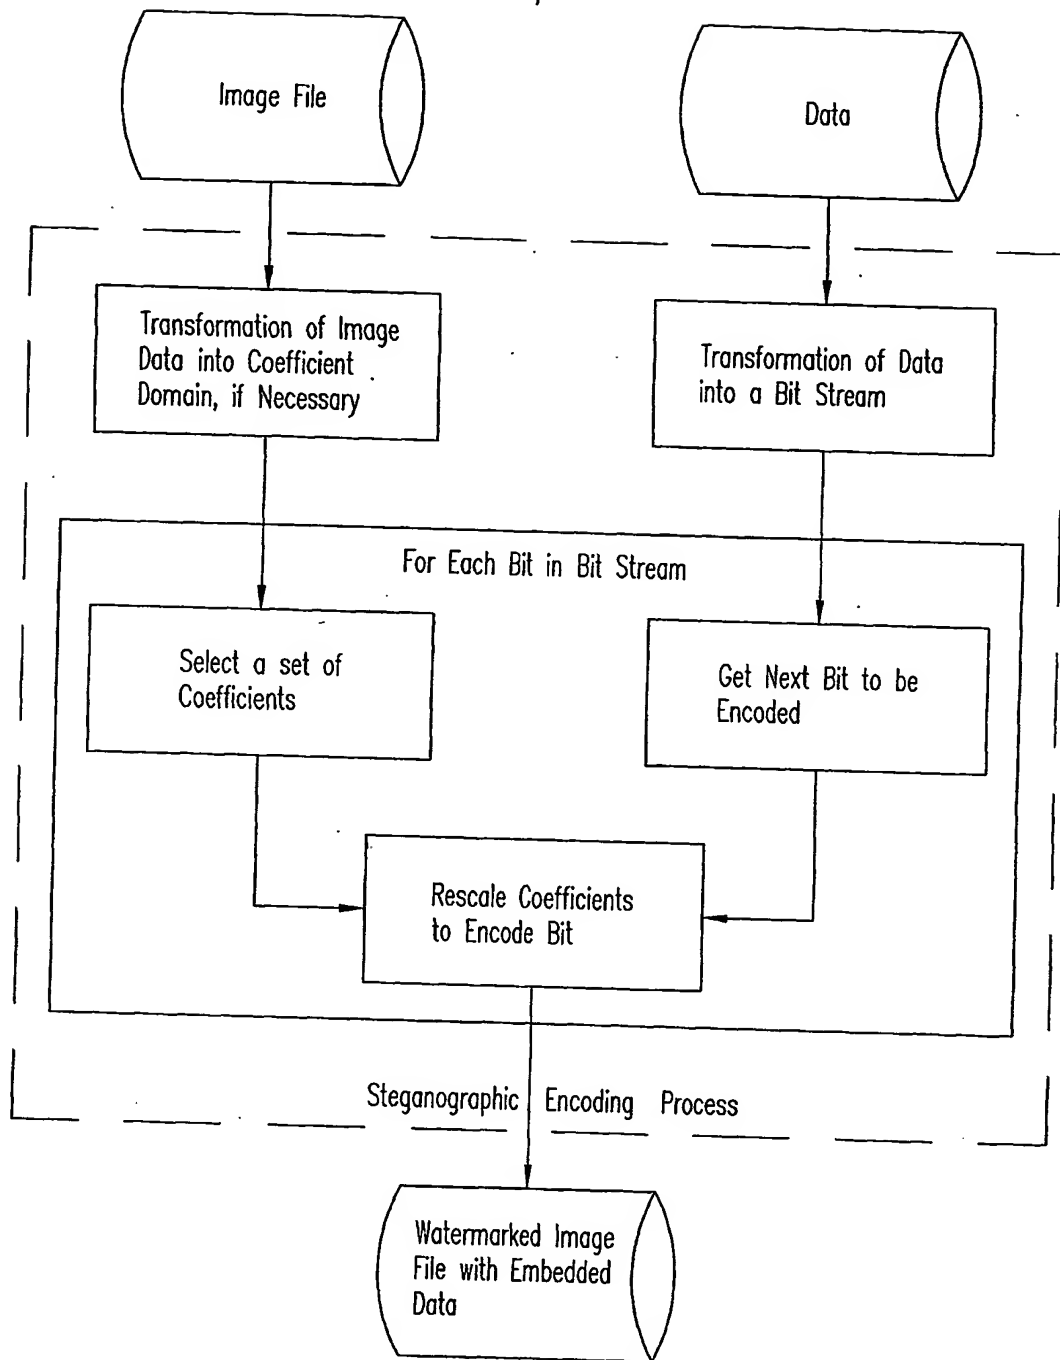 Image File
Data
Transformation of Image
Data into Coefficient
Domain, if Necessary
Transformation of Data
into a Bit Stream
For Each Bit in Bit Stream
Select a set of
Coefficients
Get Next Bit to be
Encoded
Rescale Coefficients
to Encode Bit
Steganographic Encoding Process
Watermarked Image
File with Embedded
Data